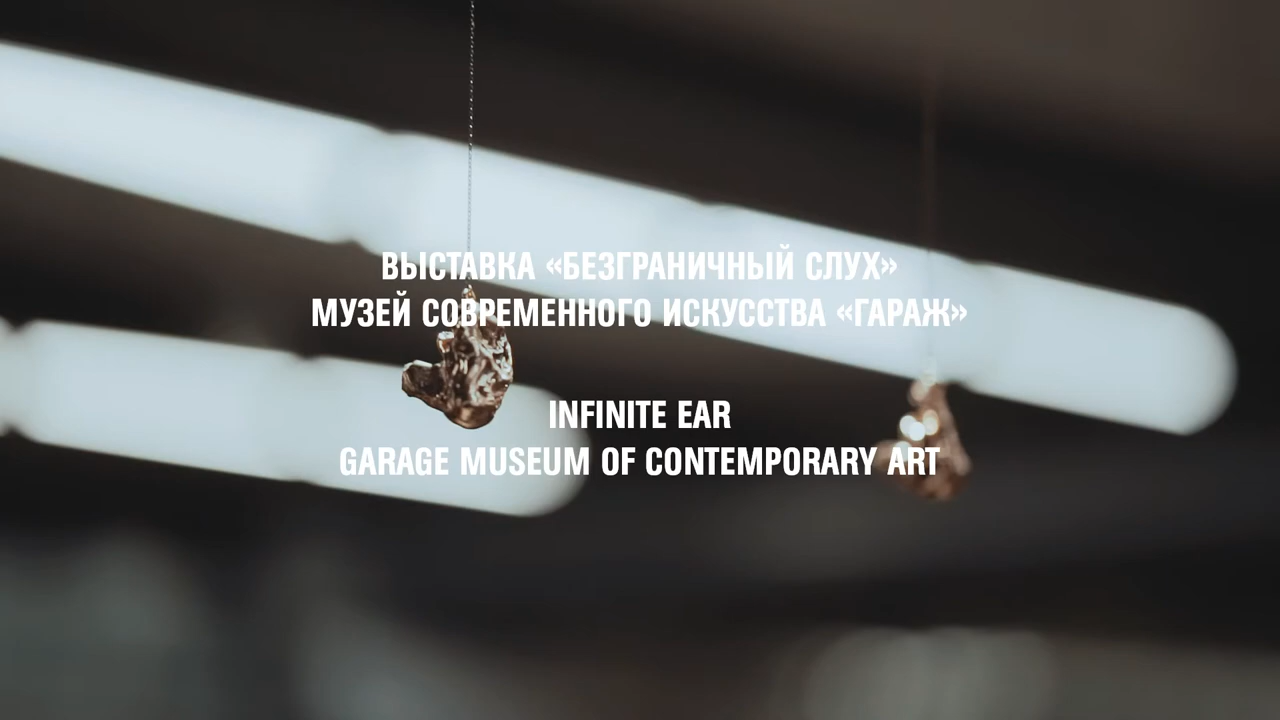 ВЫСТАВКА «БЕЗГРАНИЧНЫЙ СЛУХ»
МУЗЕЙ СОВРЕМЕННОГО ИСКУССТВА «ГАРАЖ»
INFINITE EAR
GARAGE MUSEUM OF CONTEMPORARY ART